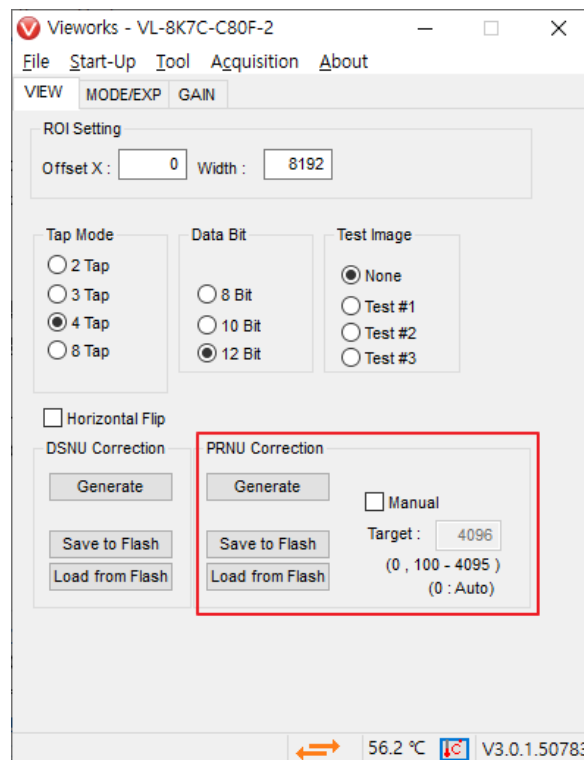 Vieworks - VL-8K7C-C80F-2
File Start-Up Tool Acquisition About
VIEW MODE/EXP GAIN
ROI Setting
Offset X : 0 Width : 8192
Tap Mode
2 Tap
3 Tap
4 Tap
8 Tap
Data Bit
8 Bit
10 Bit
12 Bit
Test Image
None
Test #1
Test #2
Test #3
Horizontal Flip
DSNU Correction
Generate
Save to Flash
Load from Flash
PRNU Correction
Generate
Save to Flash
Load from Flash
Manual
Target : 4096
(0 , 100 - 4095 )
(0 : Auto)
56.2 ℃ C V3.0.1.50783